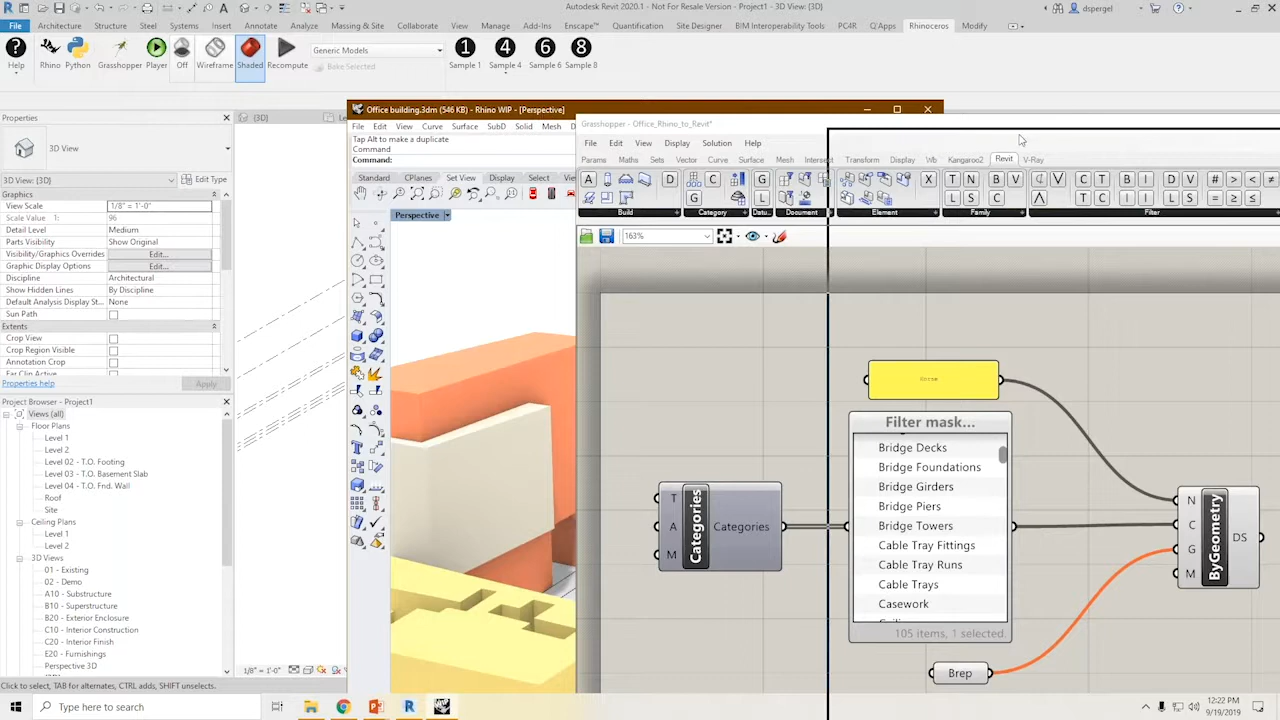 Autodesk Revit 2020.1 - Not For Resale Version - Project1 - 3D View: {3D}
dspergel
File Architecture Structure Steel Systems Insert Annotate Analyze Massing & Site Collaborate View Manage Add-Ins Enscape™ Quantification Site Designer BIM Interoperability Tools PC4R Q'Apps Rhinoceros Modify
Generic Models
Bake Selected
1 4 6 8
Help Rhino Python Grasshopper Player Off Wireframe Shaded Recompute Sample 1 Sample 4 Sample 6 Sample 8
Properties
{3D}
3D View
3D View: {3D}
Edit Type
Graphics
View Scale 1/8" = 1'-0"
Scale Value 1: 96
Detail Level Medium
Parts Visibility Show Original
Visibility/Graphics Overrides Edit...
Graphic Display Options Edit...
Discipline Architectural
Show Hidden Lines By Discipline
Default Analysis Display St... None
Sun Path
Extents
Crop View
Crop Region Visible
Annotation Crop
Far Clip Active
Properties help
Apply
Project Browser - Project1
Views (all)
Floor Plans
Level 1
Level 2
Level 02 - T.O. Footing
Level 03 - T.O. Basement Slab
Level 04 - T.O. Fnd. Wall
Roof
Site
Ceiling Plans
Level 1
Level 2
3D Views
01 - Existing
02 - Demo
A10 - Substructure
B10 - Superstructure
B20 - Exterior Enclosure
C10 - Interior Construction
C20 - Interior Finish
E20 - Furnishings
Perspective 3D
1/8" = 1'-0"
Click to select, TAB for alternates, CTRL adds, SHIFT unselects.
Office building.3dm (546 KB) - Rhino WIP - [Perspective]
File Edit View Curve Surface SubD Solid Mesh
Tap Alt to make a duplicate
Command
Command:
Standard CPlanes Set View Display Select
Perspective
Grasshopper - Office_Rhino_to_Revit*
File Edit View Display Solution Help
Params Maths Sets Vector Curve Surface Mesh Intersect Transform Display Wb Kangaroo2 Revit V-Ray
Build Category Datu.. Document Element Family Filter
163%
Filter mask...
Bridge Decks
Bridge Foundations
Bridge Girders
Bridge Piers
Bridge Towers
Cable Tray Fittings
Cable Tray Runs
Cable Trays
Casework
105 items, 1 selected.
T
A
M
Categories
Categories
N
C
G
M
ByGeometry
DS
Brep
Type here to search
12:22 PM
9/19/2019